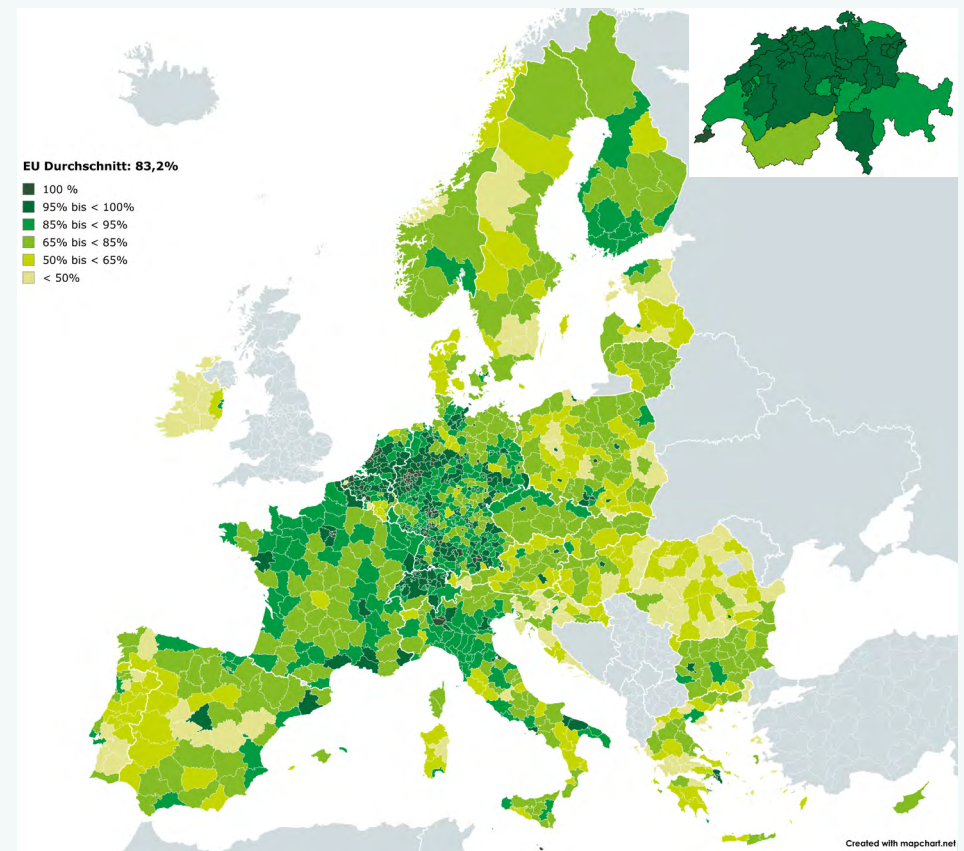 EU Durchschnitt: 83,2%
100 %
95% bis < 100%
85% bis < 95%
65% bis < 85%
50% bis < 65%
< 50%
Created with mapchart.net